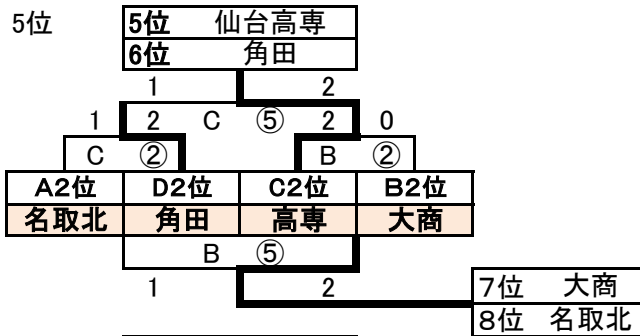 5位 5位 仙台高専
6位 角田
1 2
1 2 C ⑤ 2 0
C ② B ②
A2位 D2位 C2位 B2位
名取北 角田 高専 大商
B ⑤
1 2 7位 大商
8位 名取北